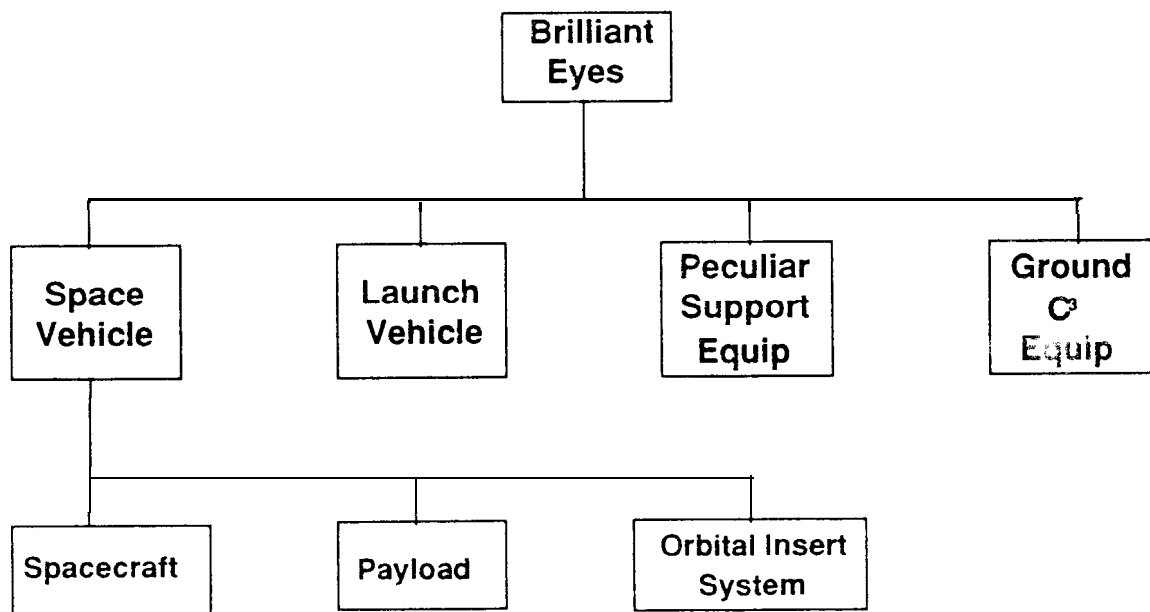 Brilliant
Eyes
Space
Vehicle
Launch
Vehicle
Peculiar
Support
Equip
Ground
C³
Equip
Spacecraft
Payload
Orbital Insert
System